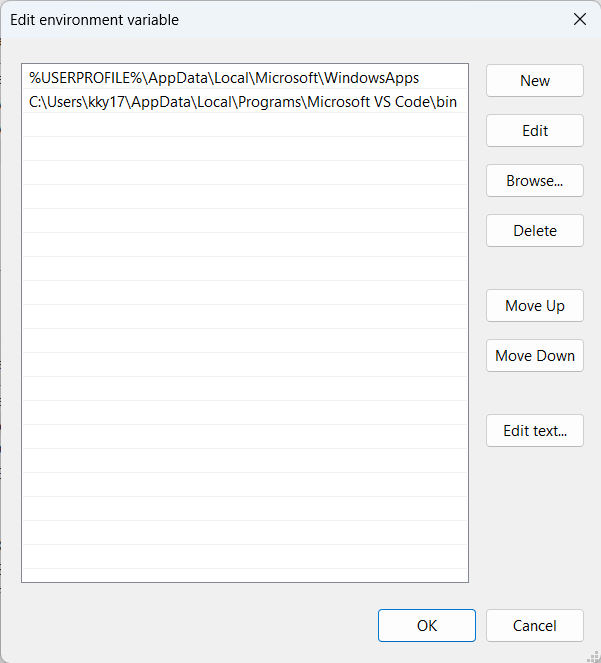 Edit environment variable
%USERPROFILE%\AppData\Local\Microsoft\WindowsApps
C:\Users\kky17\AppData\Local\Programs\Microsoft VS Code\bin
New
Edit
Browse...
Delete
Move Up
Move Down
Edit text...
OK
Cancel